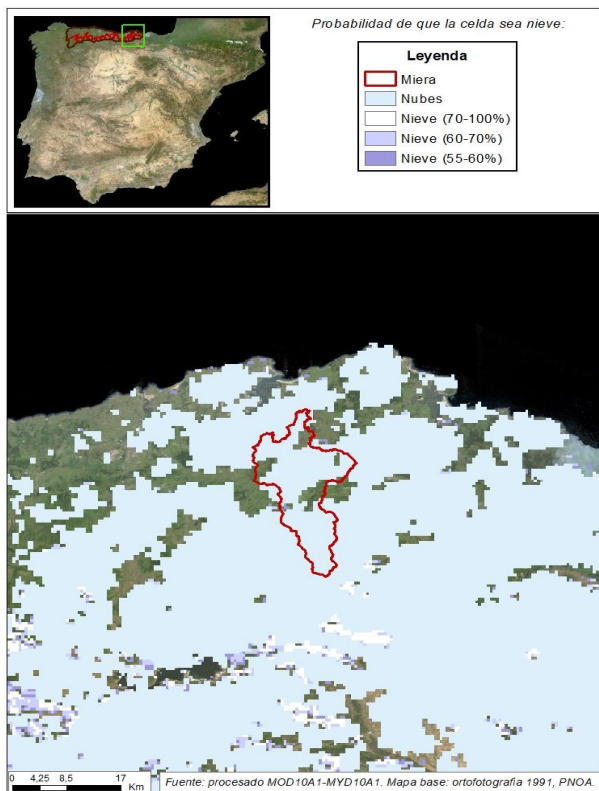 Probabilidad de que la celda sea nieve:
Leyenda
Miera
Nubes
Nieve (70-100%)
Nieve (60-70%)
Nieve (55-60%)
0 4,25 8,5 17
Km
Fuente: procesado MOD10A1-MYD10A1. Mapa base: ortofotografia 1991, PNOA.